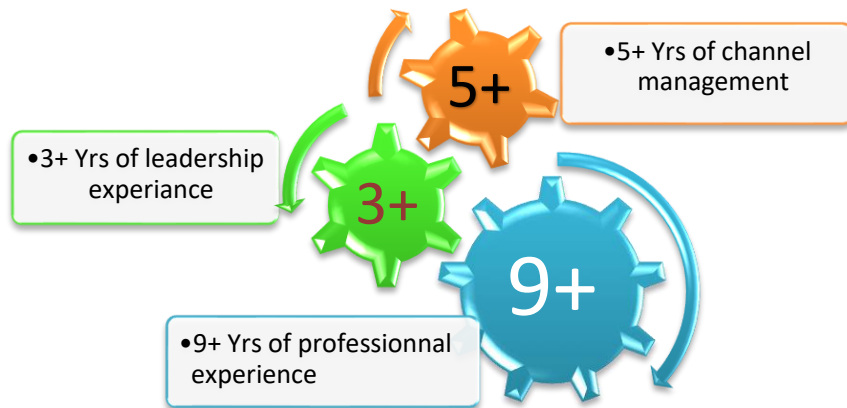 5+
•5+ Yrs of channel
management
•3+ Yrs of leadership
experiance
3+
9+
•9+ Yrs of professionnal
experience